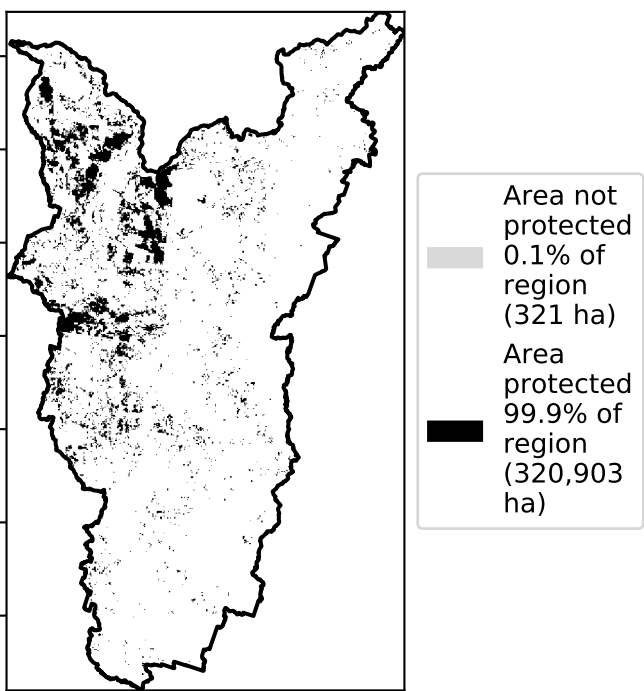 Area not
protected
0.1% of
region
(321 ha)
Area
protected
99.9% of
region
(320,903
ha)